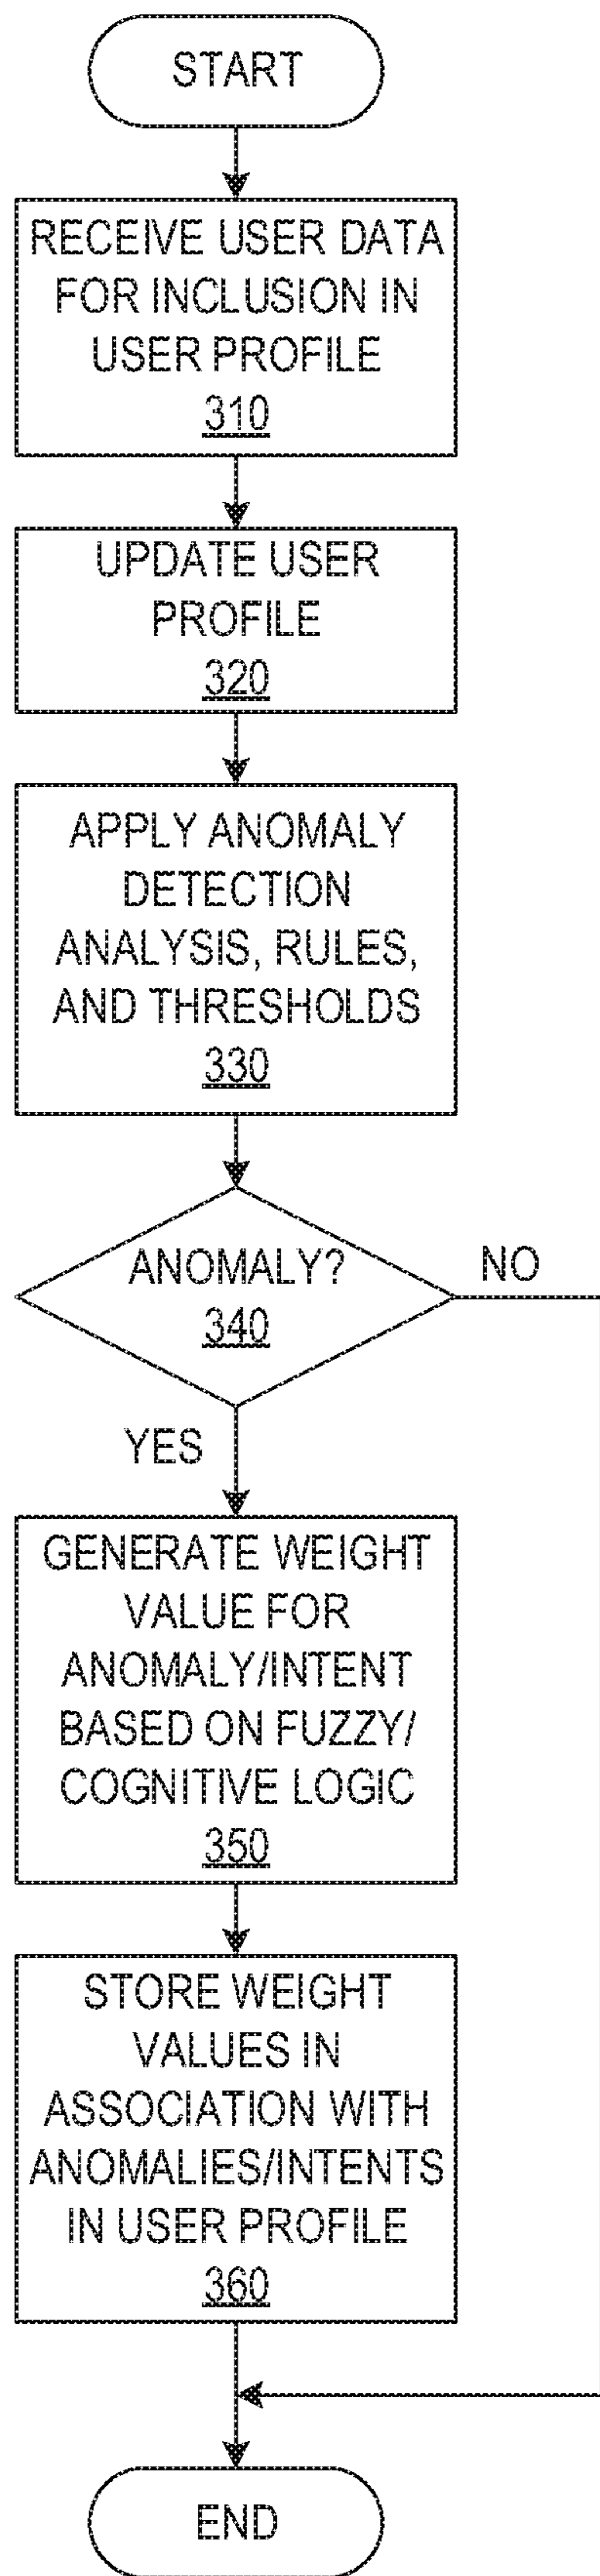 START
RECEIVE USER DATA
FOR INCLUSION IN
USER PROFILE
310
UPDATE USER
PROFILE
320
APPLY ANOMALY
DETECTION
ANALYSIS, RULES,
AND THRESHOLDS
330
ANOMALY?
340
NO
YES
GENERATE WEIGHT
VALUE FOR
ANOMALY/INTENT
BASED ON FUZZY/
COGNITIVE LOGIC
350
STORE WEIGHT
VALUES IN
ASSOCIATION WITH
ANOMALIES/INTENTS
IN USER PROFILE
360
END